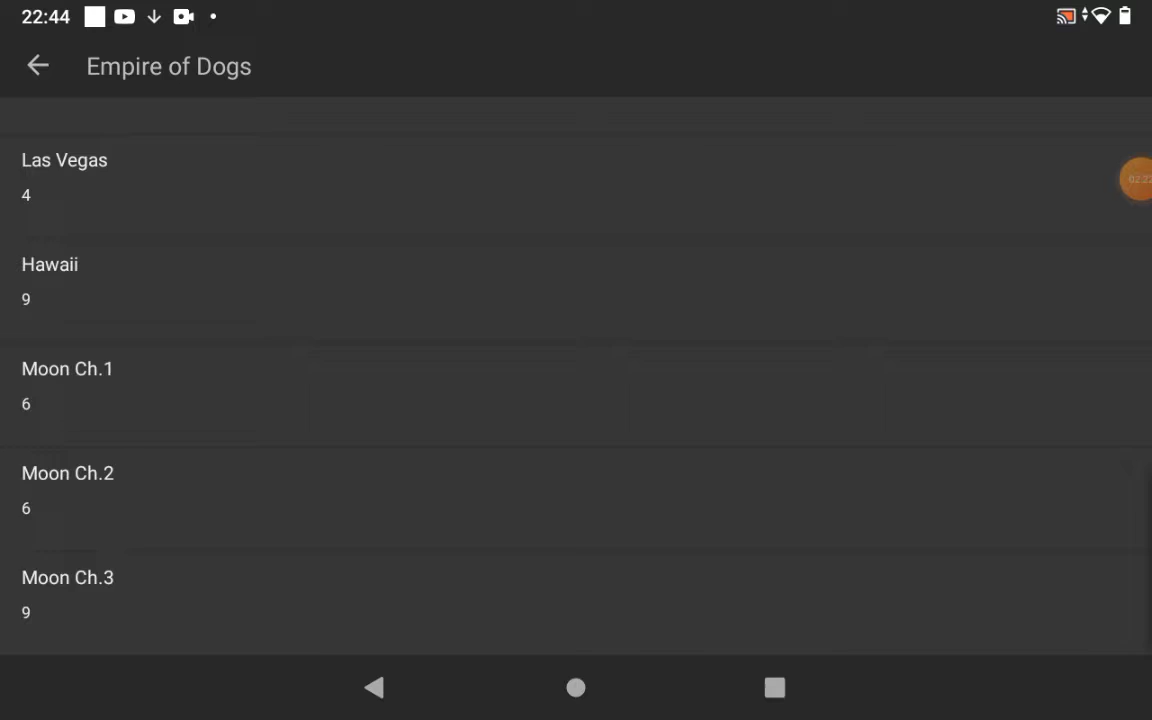 22:44
Empire of Dogs
Las Vegas
4
Hawaii
9
Moon Ch.1
6
Moon Ch.2
6
Moon Ch.3
9